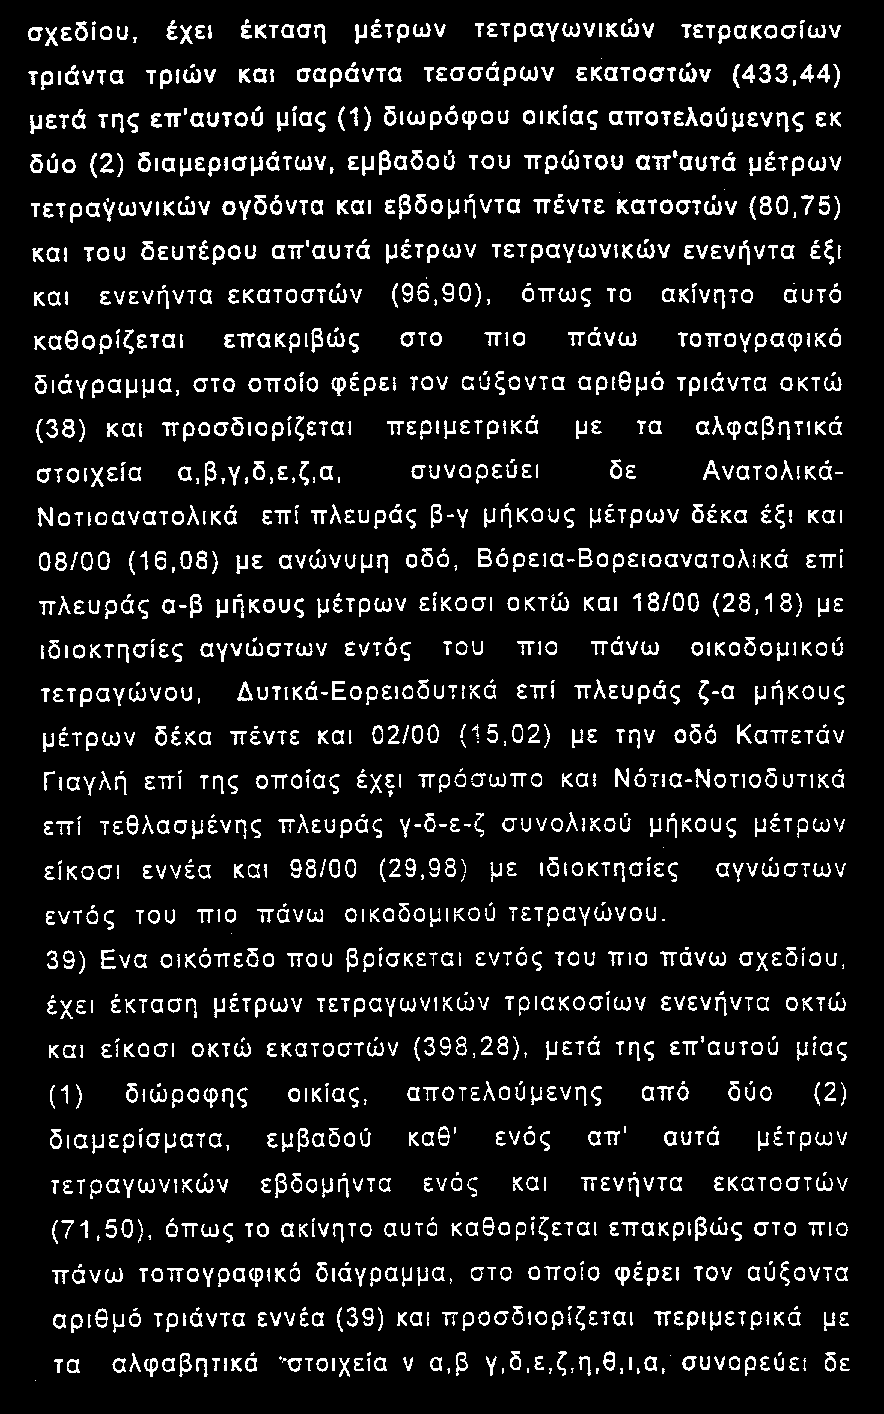 σχεδίου, έχει έκταση μέτρων τετραγωνικών τετρακοσίων
τριάντα τριών και σαράντα τεσσάρων εκατοστών (433,44)
μετά της επ'αυτού μίας (1) διωρόφου οικίας αποτελούμενης εκ
δύο (2) διαμερισμάτων, εμβαδού του πρώτου απ'αυτά μέτρων
τετραγωνικών ογδόντα και εβδομήντα πέντε κατοστών (80,75)
και του δευτέρου απ'αυτά μέτρων τετραγωνικών ενενήντα έξι
και ενενήντα εκατοστών (96,90), όπως το ακίνητο αυτό
καθορίζεται επακριβώς στο πιο πάνω τοπογραφικό
διάγραμμα, στο οποίο φέρει τον αύξοντα αριθμό τριάντα οκτώ
(38) και προσδιορίζεται περιμετρικά με τα αλφαβητικά
στοιχεία α,β,γ,δ,ε,ζ,α, συνορεύει δε Ανατολικά-
Νοτιοανατολικά επί πλευράς β-γ μήκους μέτρων δέκα έξι και
08/00 (16,08) με ανώνυμη οδό, Βόρεια-Βορειοανατολικά επί
πλευράς α-β μήκους μέτρων είκοσι οκτώ και 18/00 (28,18) με
ιδιοκτησίες αγνώστων εντός του πιο πάνω οικοδομικού
τετραγώνου, Δυτικά-Εορειοδυτικά επί πλευράς ζ-α μήκους
μέτρων δέκα πέντε και 02/00 (15,02) με την οδό Καπετάν
Γιαγλή επί της οποίας έχει πρόσωπο και Νότια-Νοτιοδυτικά
επί τεθλασμένης πλευράς γ-δ-ε-ζ συνολικού μήκους μέτρων
είκοσι εννέα και 98/00 (29,98) με ιδιοκτησίες αγνώστων
εντός του πιο πάνω οικοδομικού τετραγώνου.
39) Ενα οικόπεδο που βρίσκεται εντός του πιο πάνω σχεδίου,
έχει έκταση μέτρων τετραγωνικών τριακοσίων ενενήντα οκτώ
και είκοσι οκτώ εκατοστών (398,28), μετά της επ'αυτού μίας
(1) διώροφης οικίας, αποτελούμενης από δύο (2)
διαμερίσματα, εμβαδού καθ' ενός απ' αυτά μέτρων
τετραγωνικών εβδομήντα ενός και πενήντα εκατοστών
(71,50), όπως το ακίνητο αυτό καθορίζεται επακριβώς στο πιο
πάνω τοπογραφικό διάγραμμα, στο οποίο φέρει τον αύξοντα
αριθμό τριάντα εννέα (39) και προσδιορίζεται περιμετρικά με
τα αλφαβητικά στοιχεία ν α,β γ,δ,ε,ζ,η,θ,ι,α, συνορεύει δε